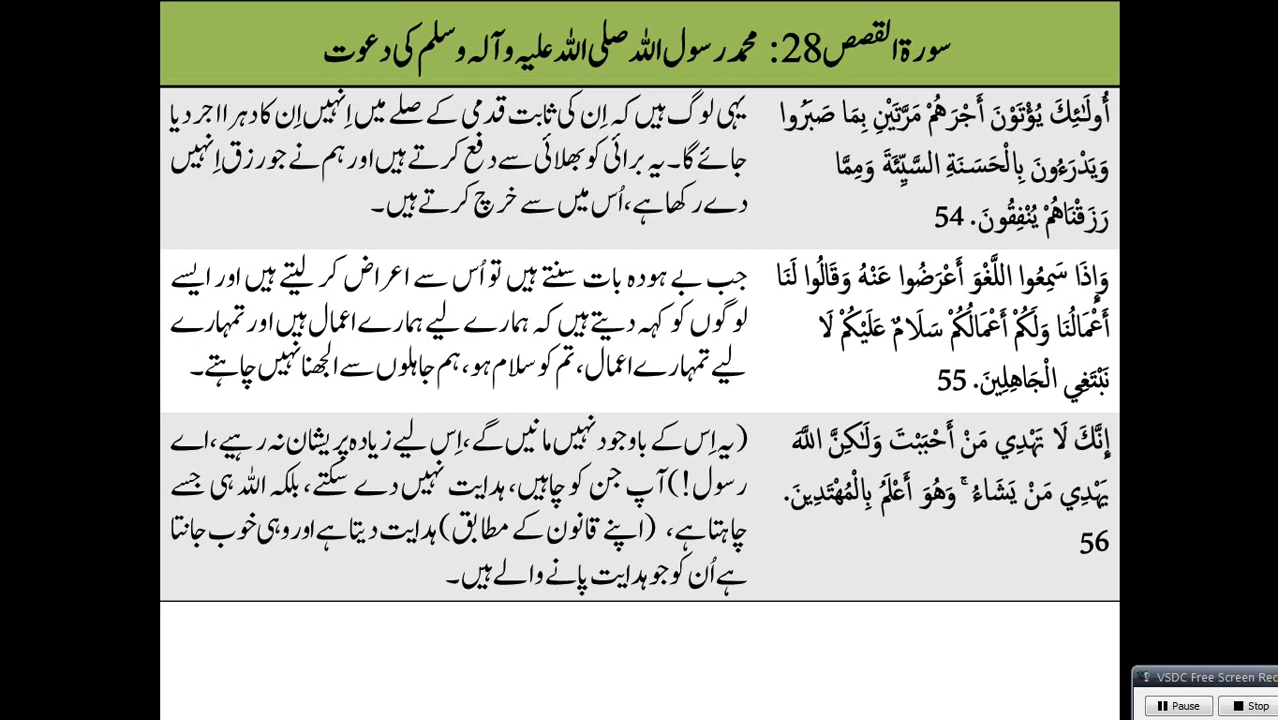 سورۃ القصص28: محمد رسول اللہ صلی اللہ علیہ وآلہ وسلم کی دعوت
أُولَٰئِكَ يُؤْتَوْنَ أَجْرَهُمْ مَرَّتَيْنِ بِمَا صَبَرُوا
وَيَدْرَءُونَ بِالْحَسَنَةِ السَّيِّئَةَ وَمِمَّا
رَزَقْنَاهُمْ يُنْفِقُونَ. 54
یہی لوگ ہیں کہ اِن کی ثابت قدمی کے صلے میں اِنہیں اِن کا دہرا اجر دیا
جائے گا۔ یہ برائی کو بھلائی سے دفع کرتے ہیں اور ہم نے جو رزق اِنہیں
دے رکھا ہے، اُس میں سے خرچ کرتے ہیں۔
وَإِذَا سَمِعُوا اللَّغْوَ أَعْرَضُوا عَنْهُ وَقَالُوا لَنَا
أَعْمَالُنَا وَلَكُمْ أَعْمَالُكُمْ سَلَامٌ عَلَيْكُمْ لَا
نَبْتَغِي الْجَاهِلِينَ. 55
جب بے ہودہ بات سنتے ہیں تو اُس سے اعراض کر لیتے ہیں اور ایسے
لوگوں کو کہہ دیتے ہیں کہ ہمارے لیے ہمارے اعمال ہیں اور تمہارے
لیے تمہارے اعمال، تم کو سلام ہو، ہم جاہلوں سے الجھنا نہیں چاہتے۔
إِنَّكَ لَا تَهْدِي مَنْ أَحْبَبْتَ وَلَٰكِنَّ اللَّهَ
يَهْدِي مَنْ يَشَاءُ ۚ وَهُوَ أَعْلَمُ بِالْمُهْتَدِينَ.
56
(یہ اِس کے باوجود نہیں مانیں گے، اِس لیے زیادہ پریشان نہ رہیے، اے
رسول!) آپ جن کو چاہیں، ہدایت نہیں دے سکتے، بلکہ اللہ ہی جسے
چاہتا ہے، (اپنے قانون کے مطابق) ہدایت دیتا ہے اور وہی خوب جانتا
ہے اُن کو جو ہدایت پانے والے ہیں۔
VSDC Free Screen Rec
Pause Stop